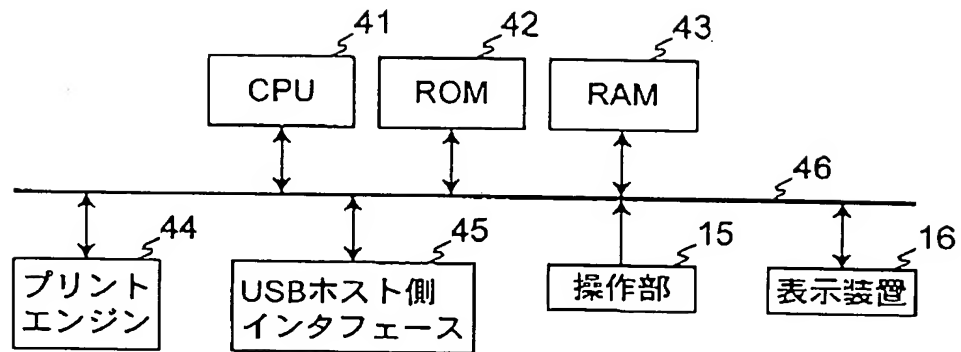 41
42
43
CPU
ROM
RAM
46
44
45
15
16
プリント
エンジン
USBホスト側
インタフェース
操作部
表示装置